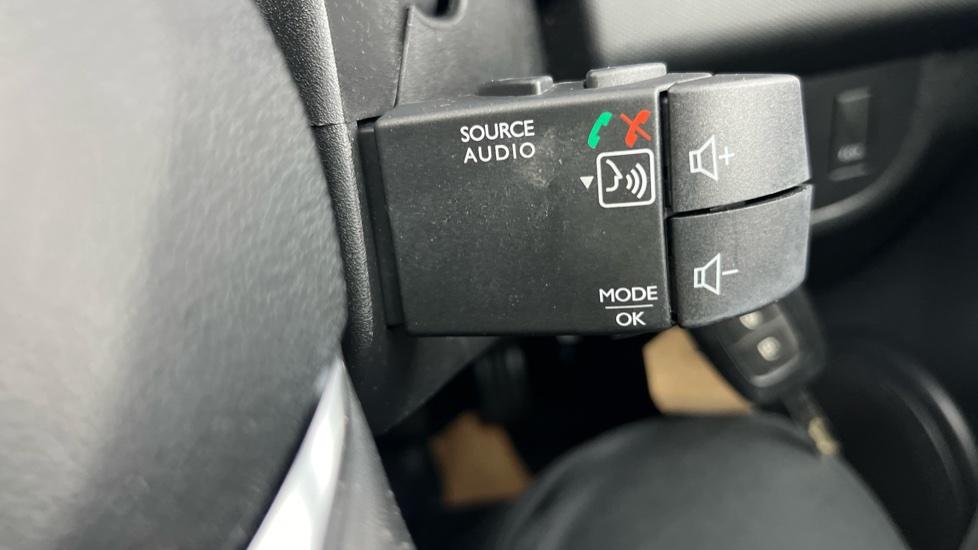 SOURCE
AUDIO
+
-
MODE
OK